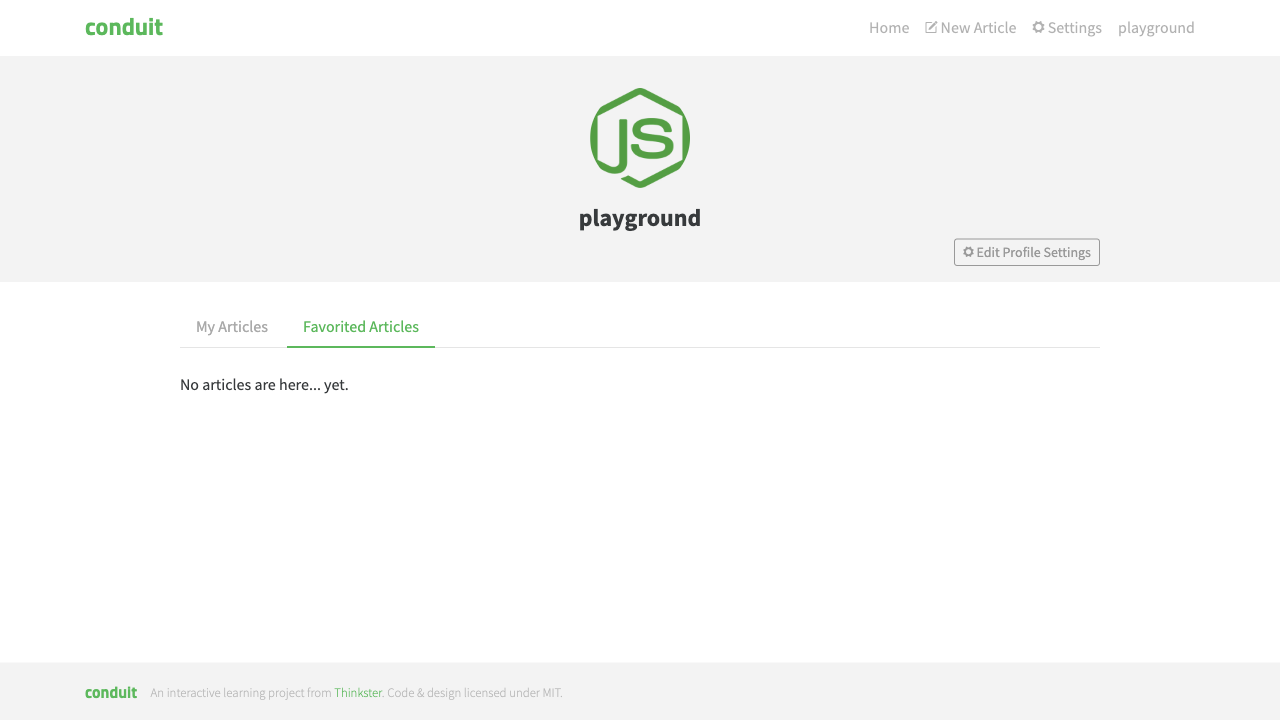 conduit
Home New Article Settings playground
JS
playground
Edit Profile Settings
My Articles Favorited Articles
No articles are here... yet.
conduit An interactive learning project from Thinkster. Code & design licensed under MIT.